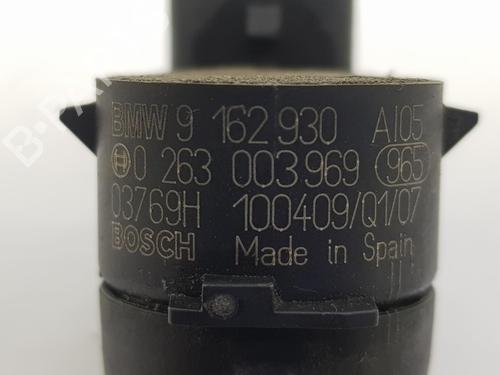 BMW 9 162 930 AI05
0 263 003 969 965
03769H 100409/Q1/07
BOSCH Made in Spain